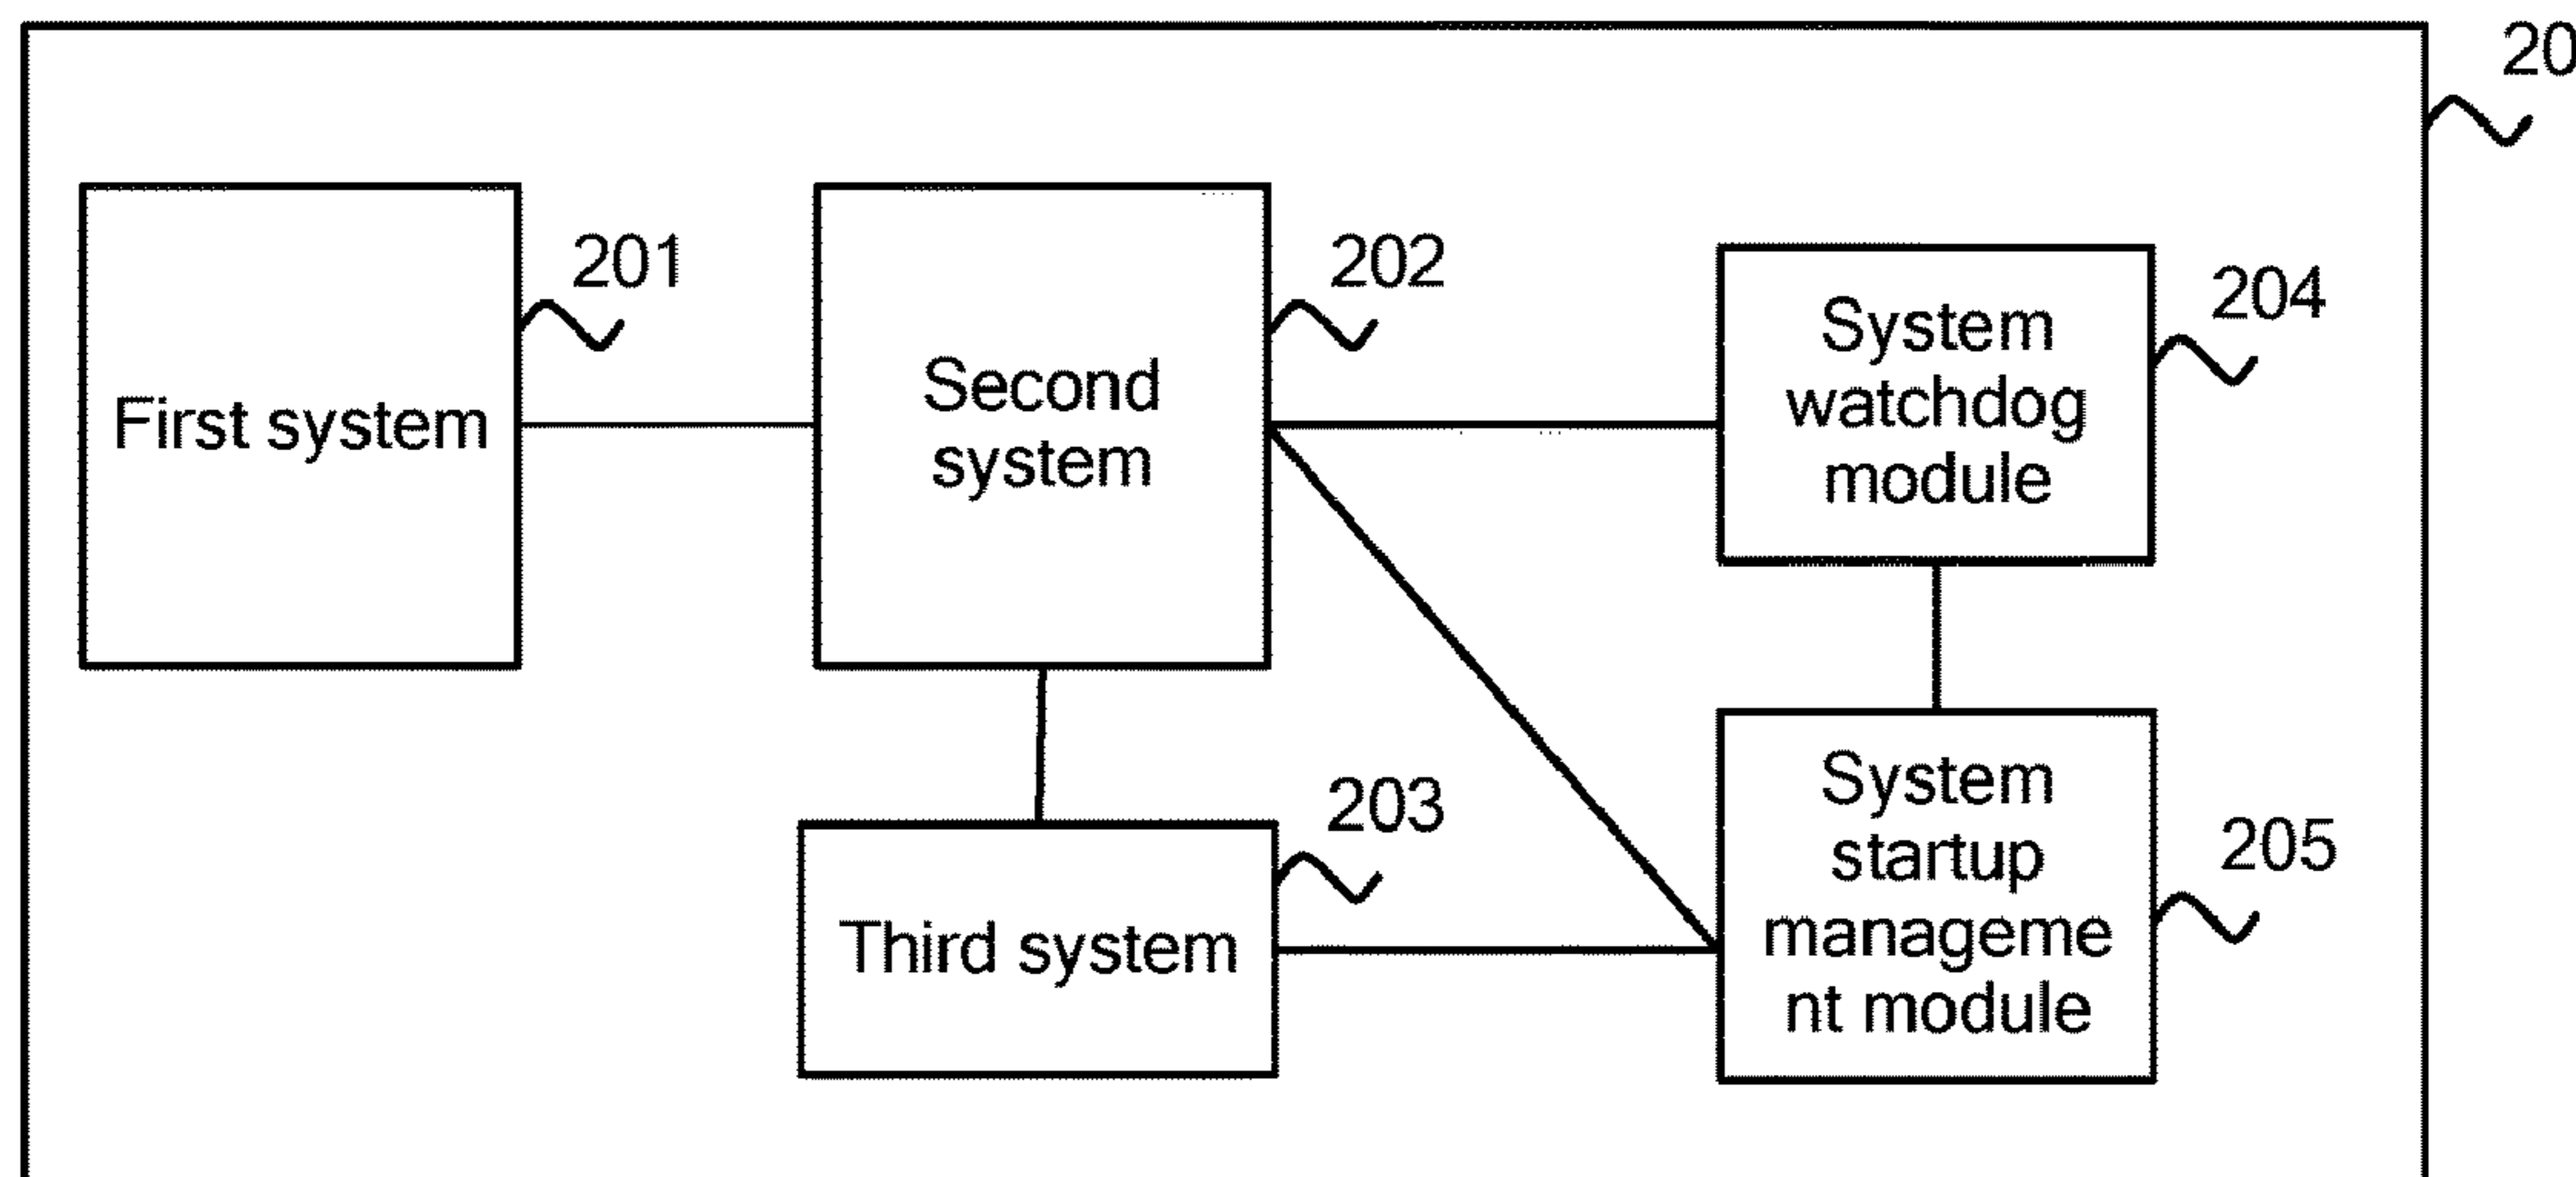 20
201
202
204
First system
Second
system
System
watchdog
module
203
205
Third system
System
startup
manageme
nt module